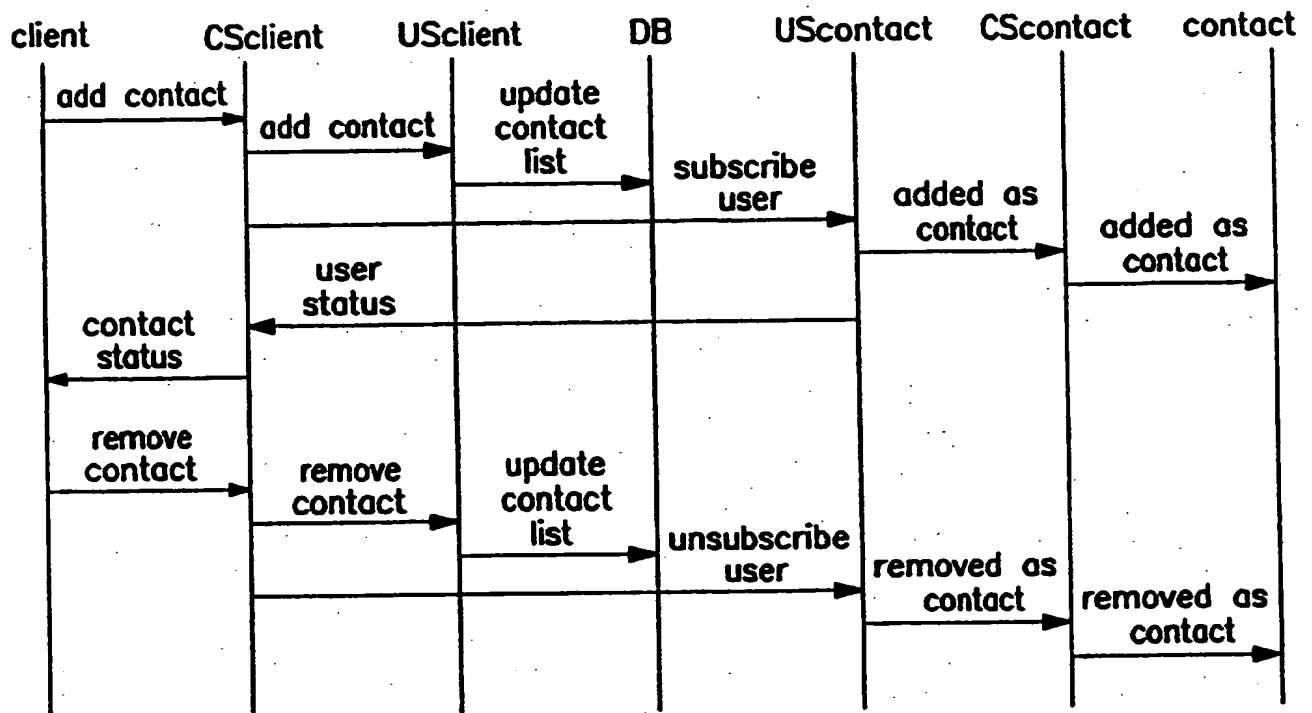 client CSclient USclient DB UScontact CScontact contact
add contact
add contact
update
contact
list
subscribe
user
added as
contact
added as
contact
user
status
contact
status
remove
contact
remove
contact
update
contact
list
unsubscribe
user
removed as
contact
removed as
contact